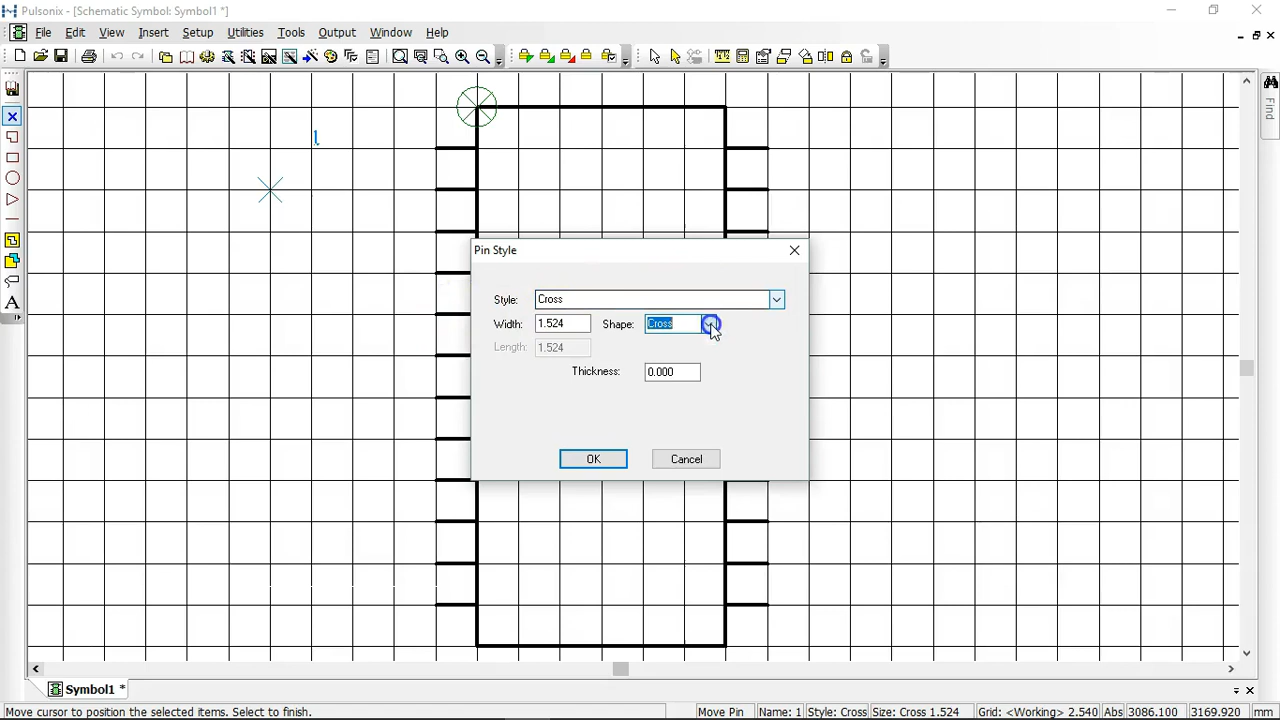 Pulsonix - [Schematic Symbol: Symbol1 *]
File Edit View Insert Setup Utilities Tools Output Window Help
Find
1
Pin Style
Style: Cross
Width: 1.524 Shape: Cross
Length: 1.524
Thickness: 0.000
OK Cancel
Symbol1 *
Move cursor to position the selected items. Select to finish. Move Pin Name: 1 Style: Cross Size: Cross 1.524 Grid: <Working> 2.540 Abs 3086.100 3169.920 mm